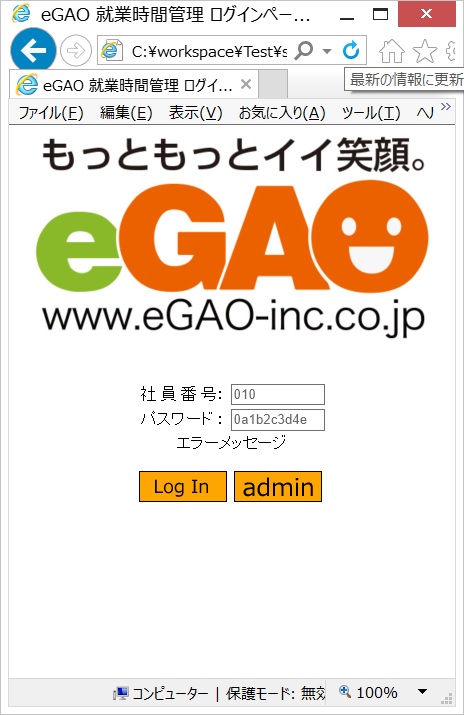 eGAO 就業時間管理 ログインペー...
C:¥workspace¥Test¥s
eGAO 就業時間管理 ログイ...
最新の情報に更新
ファイル(F) 編集(E) 表示(V) お気に入り(A) ツール(T) ヘル
もっともっとイイ笑顔。
eGAO
www.eGAO-inc.co.jp
社員番号: 010
パスワード: 0a1b2c3d4e
エラーメッセージ
Log In admin
コンピューター | 保護モード: 無効 100%